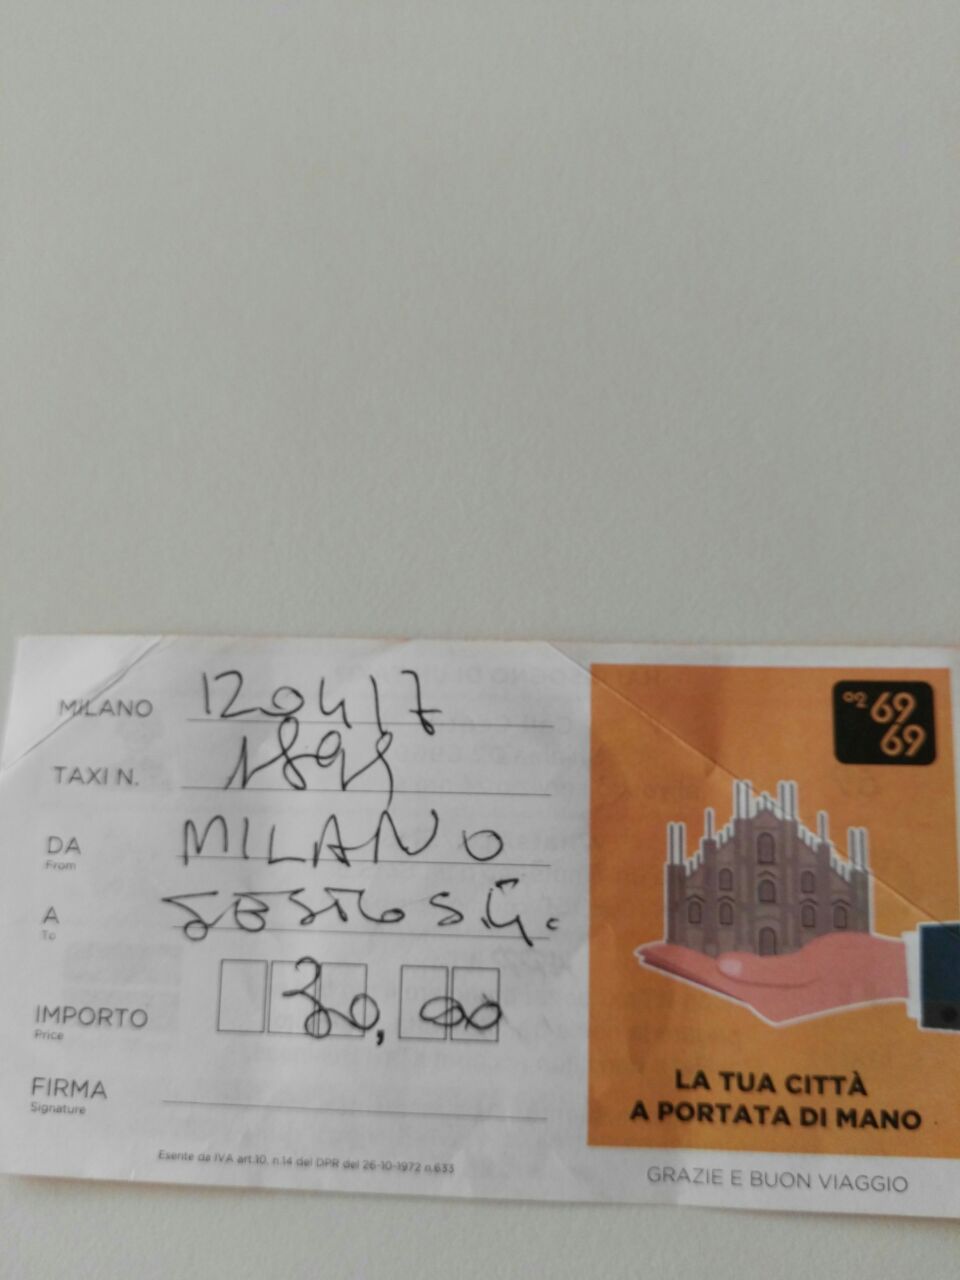 MILANO 120417
TAXI N. 1898
DA MILANO
From
A SESTO S.G.
To
IMPORTO 30,00
Price
FIRMA
Signature
Esente da IVA art.10, n.14 del DPR del 26-10-1972 n.633
02 69
69
LA TUA CITTÀ
A PORTATA DI MANO
GRAZIE E BUON VIAGGIO